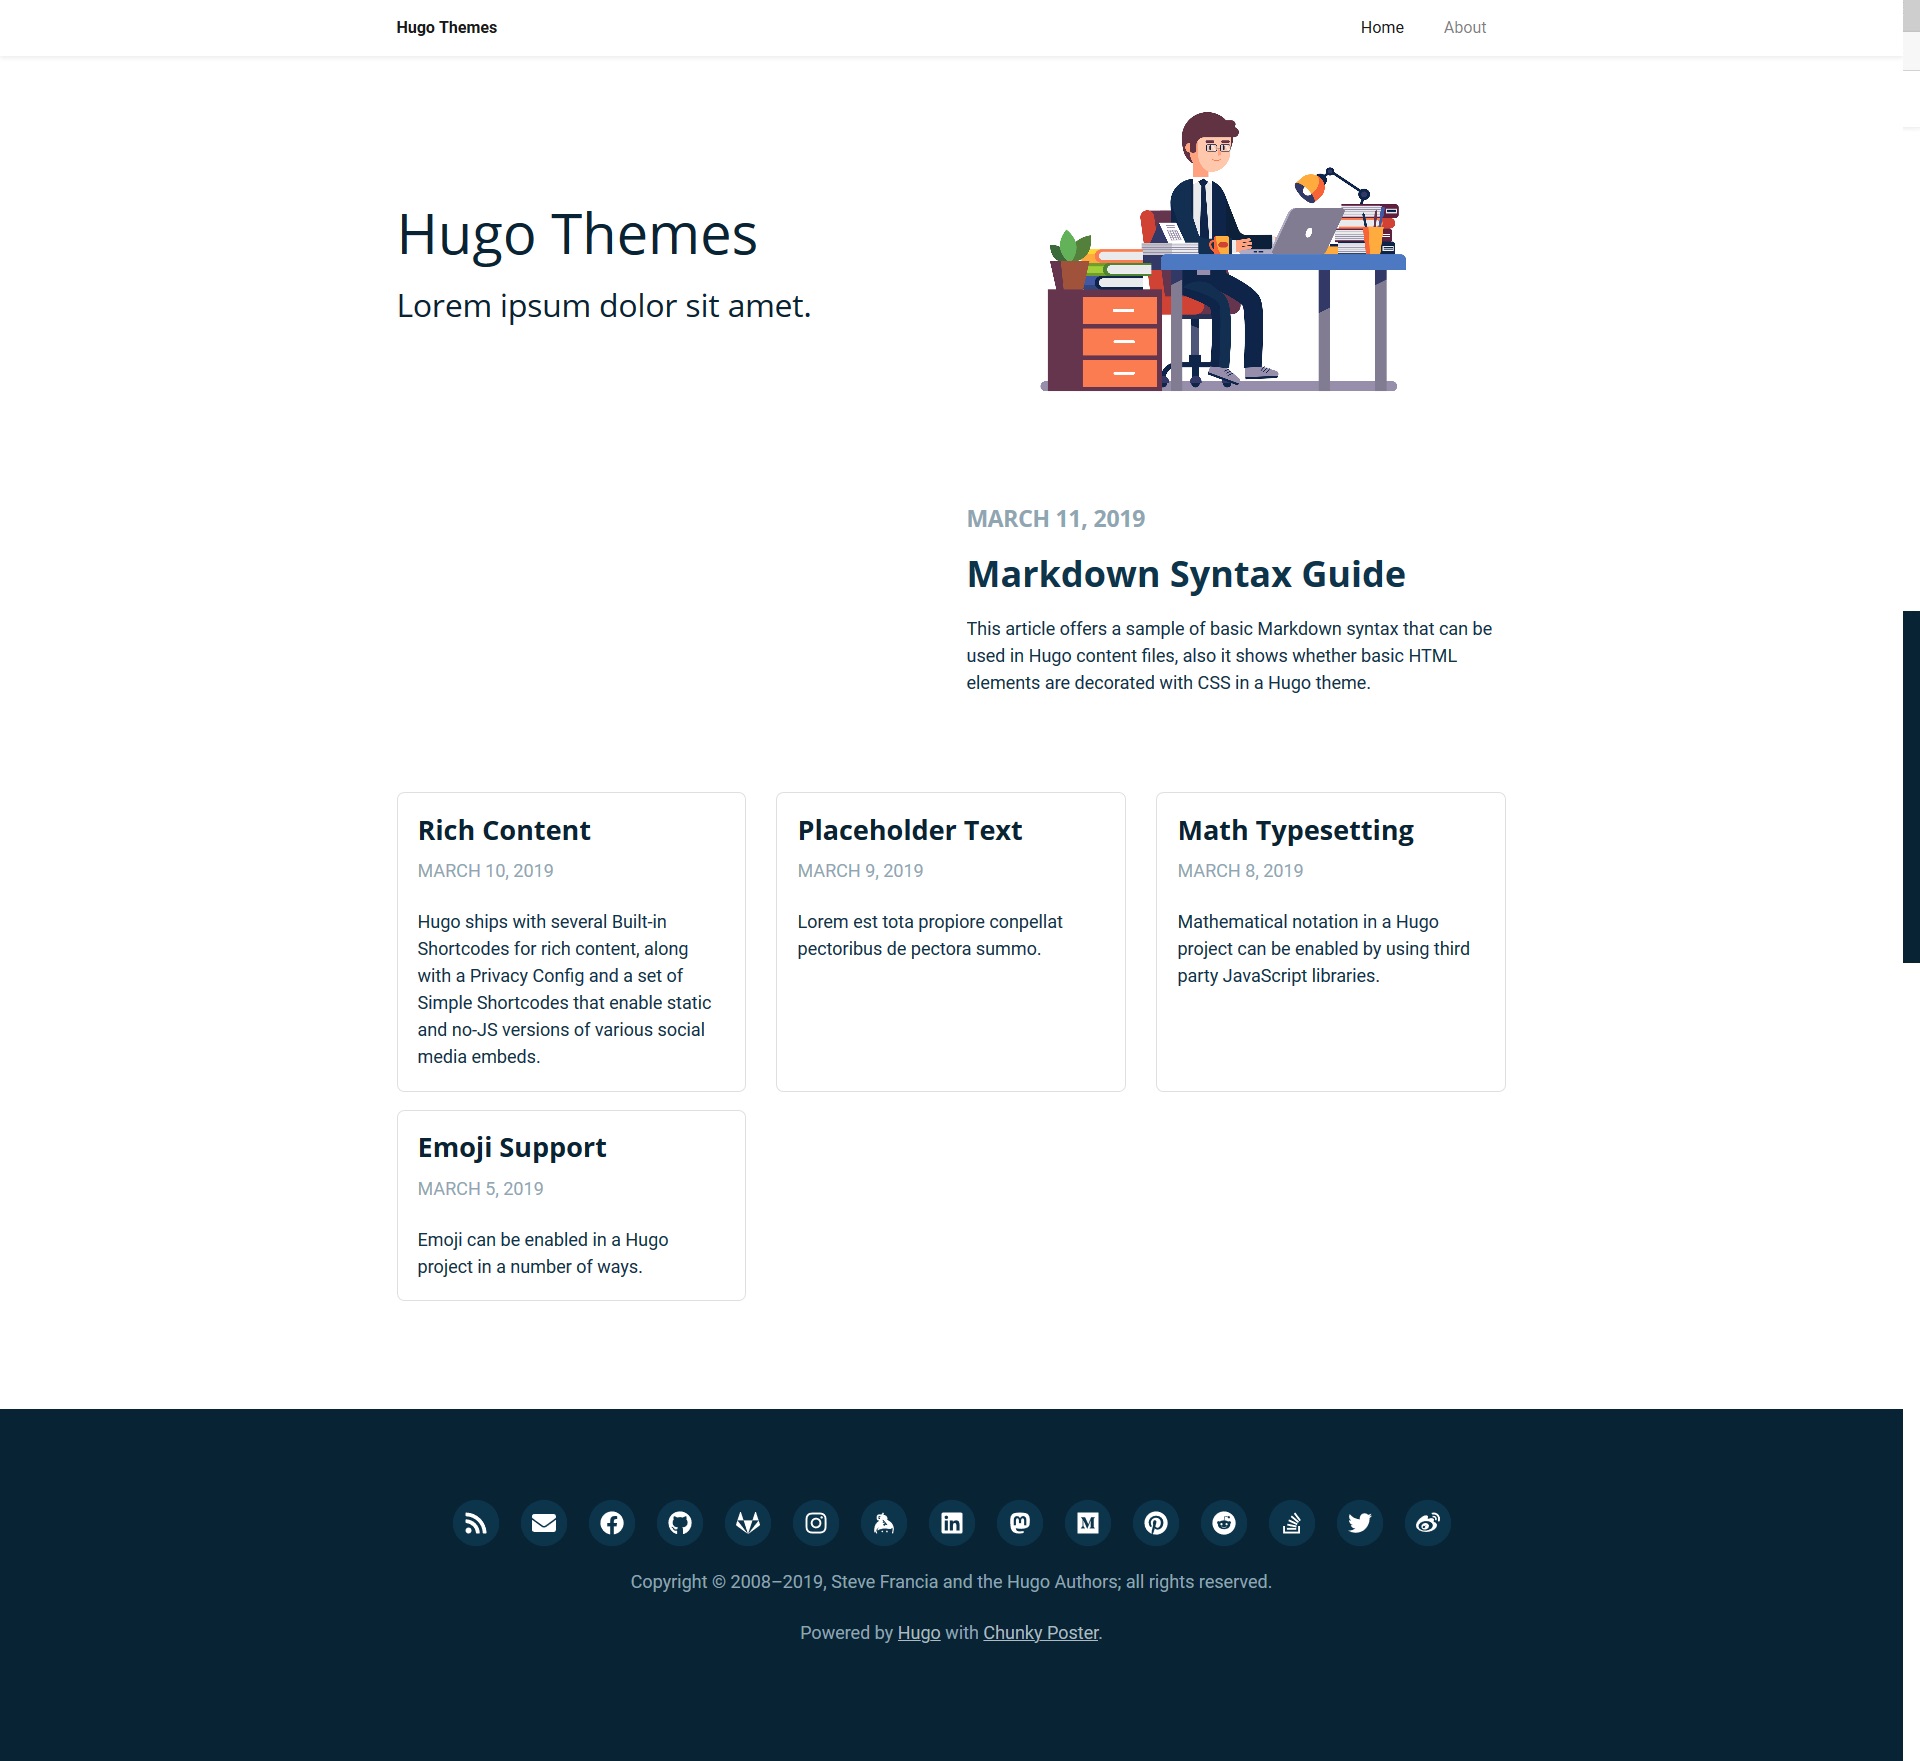 Hugo Themes
Home
About
Hugo Themes
Lorem ipsum dolor sit amet.
MARCH 11, 2019
Markdown Syntax Guide
This article offers a sample of basic Markdown syntax that can be
used in Hugo content files, also it shows whether basic HTML
elements are decorated with CSS in a Hugo theme.
Rich Content
MARCH 10, 2019
Hugo ships with several Built-in
Shortcodes for rich content, along
with a Privacy Config and a set of
Simple Shortcodes that enable static
and no-JS versions of various social
media embeds.
Placeholder Text
MARCH 9, 2019
Lorem est tota propiore conpellat
pectoribus de pectora summo.
Math Typesetting
MARCH 8, 2019
Mathematical notation in a Hugo
project can be enabled by using third
party JavaScript libraries.
Emoji Support
MARCH 5, 2019
Emoji can be enabled in a Hugo
project in a number of ways.
Copyright © 2008–2019, Steve Francia and the Hugo Authors; all rights reserved.
Powered by Hugo with Chunky Poster.